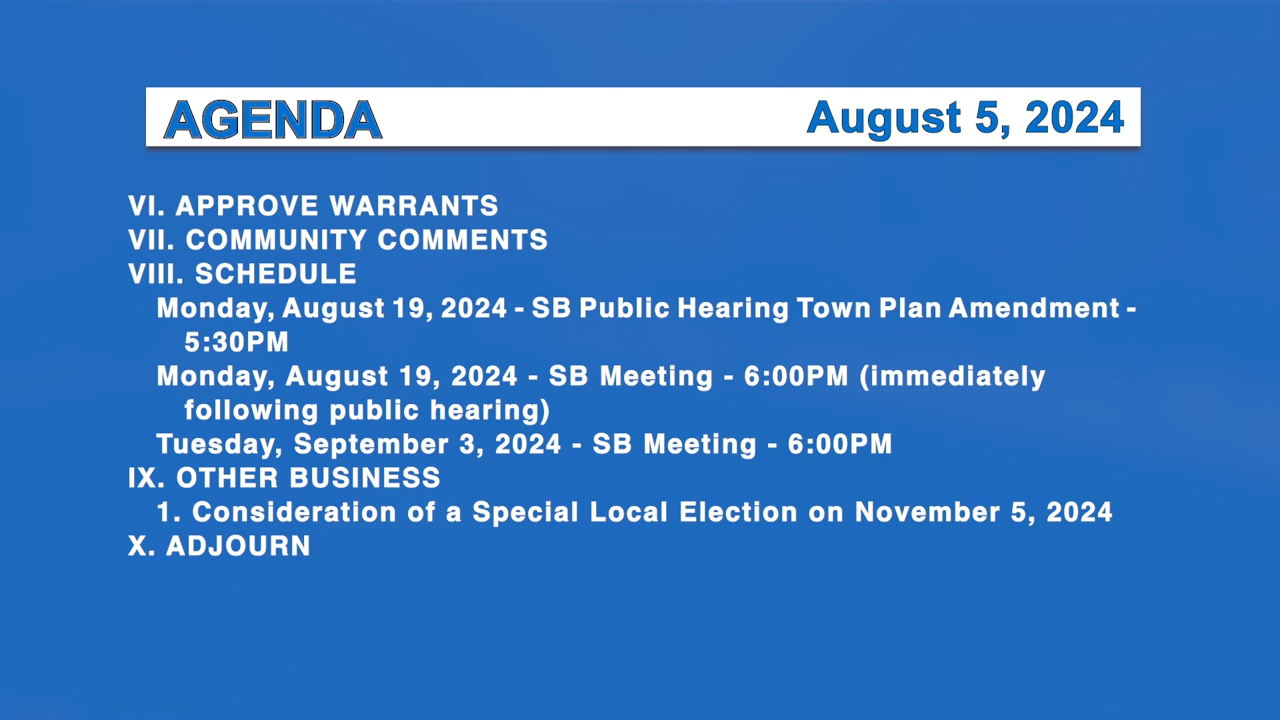 AGENDA August 5, 2024
VI. APPROVE WARRANTS
VII. COMMUNITY COMMENTS
VIII. SCHEDULE
Monday, August 19, 2024 - SB Public Hearing Town Plan Amendment -
5:30PM
Monday, August 19, 2024 - SB Meeting - 6:00PM (immediately
following public hearing)
Tuesday, September 3, 2024 - SB Meeting - 6:00PM
IX. OTHER BUSINESS
1. Consideration of a Special Local Election on November 5, 2024
X. ADJOURN